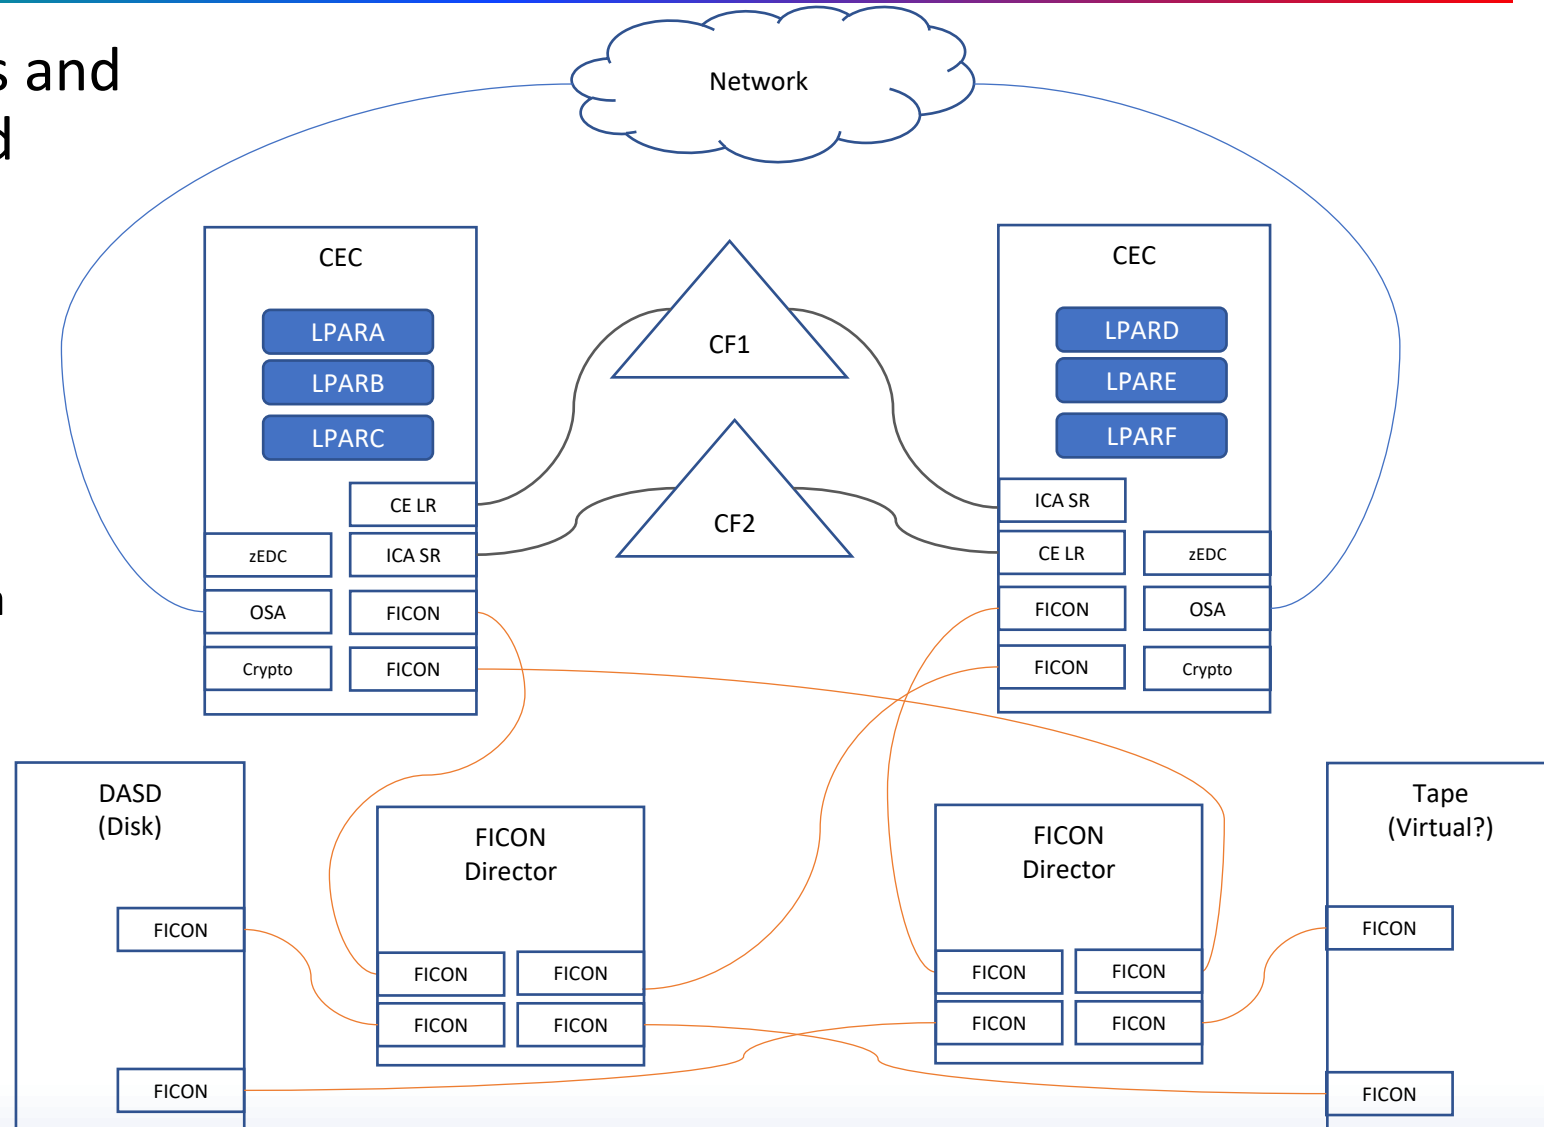 s and
d
n
Network
CEC
LPARA
LPARB
LPARC
CE LR
zEDC
ICA SR
OSA
FICON
Crypto
FICON
CF1
CF2
CEC
LPARD
LPARE
LPARF
ICA SR
CE LR
zEDC
FICON
OSA
FICON
Crypto
DASD
(Disk)
FICON
FICON
FICON
Director
FICON
FICON
FICON
FICON
FICON
Director
FICON
FICON
FICON
FICON
Tape
(Virtual?)
FICON
FICON